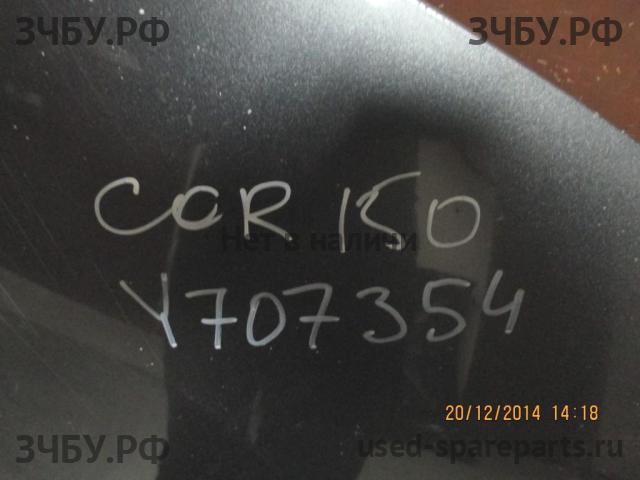 ЗЧБУ.РФ ЗЧБУ.РФ
COR 150
Нет в наличии
Y707354
20/12/2014 14:18
ЗЧБУ.РФ used-spareparts.ru